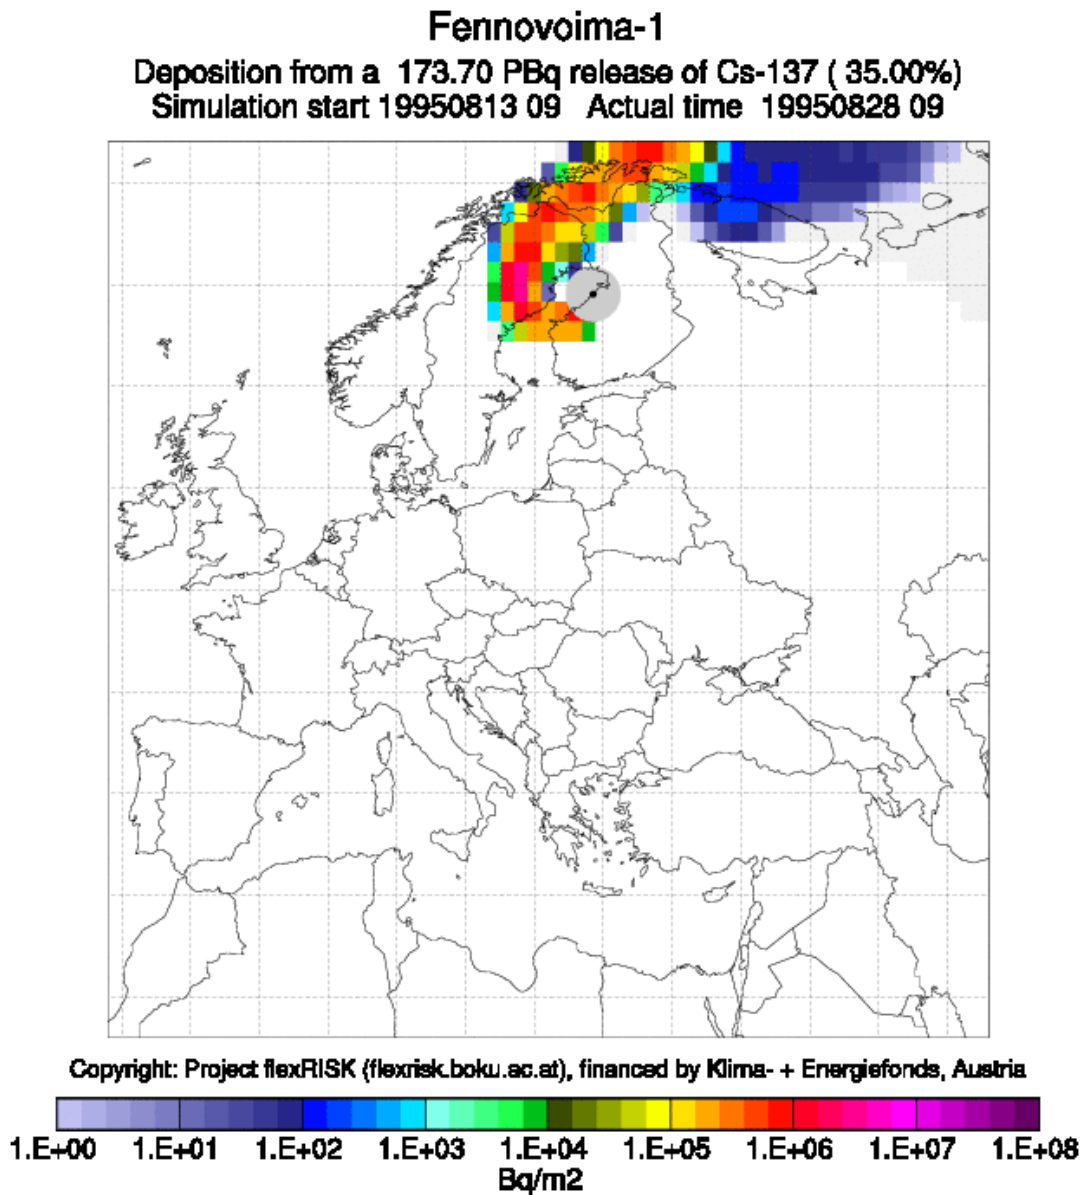 Fennovoima-1
Deposition from a 173.70 PBq release of Cs-137 ( 35.00%)
Simulation start 19950813 09 Actual time 19950828 09
Copyright: Project flexRISK (flexrisk.boku.ac.at), financed by Klima- + Energiefonds, Austria
1.E+00 1.E+01 1.E+02 1.E+03 1.E+04 1.E+05 1.E+06 1.E+07 1.E+08
Bq/m2